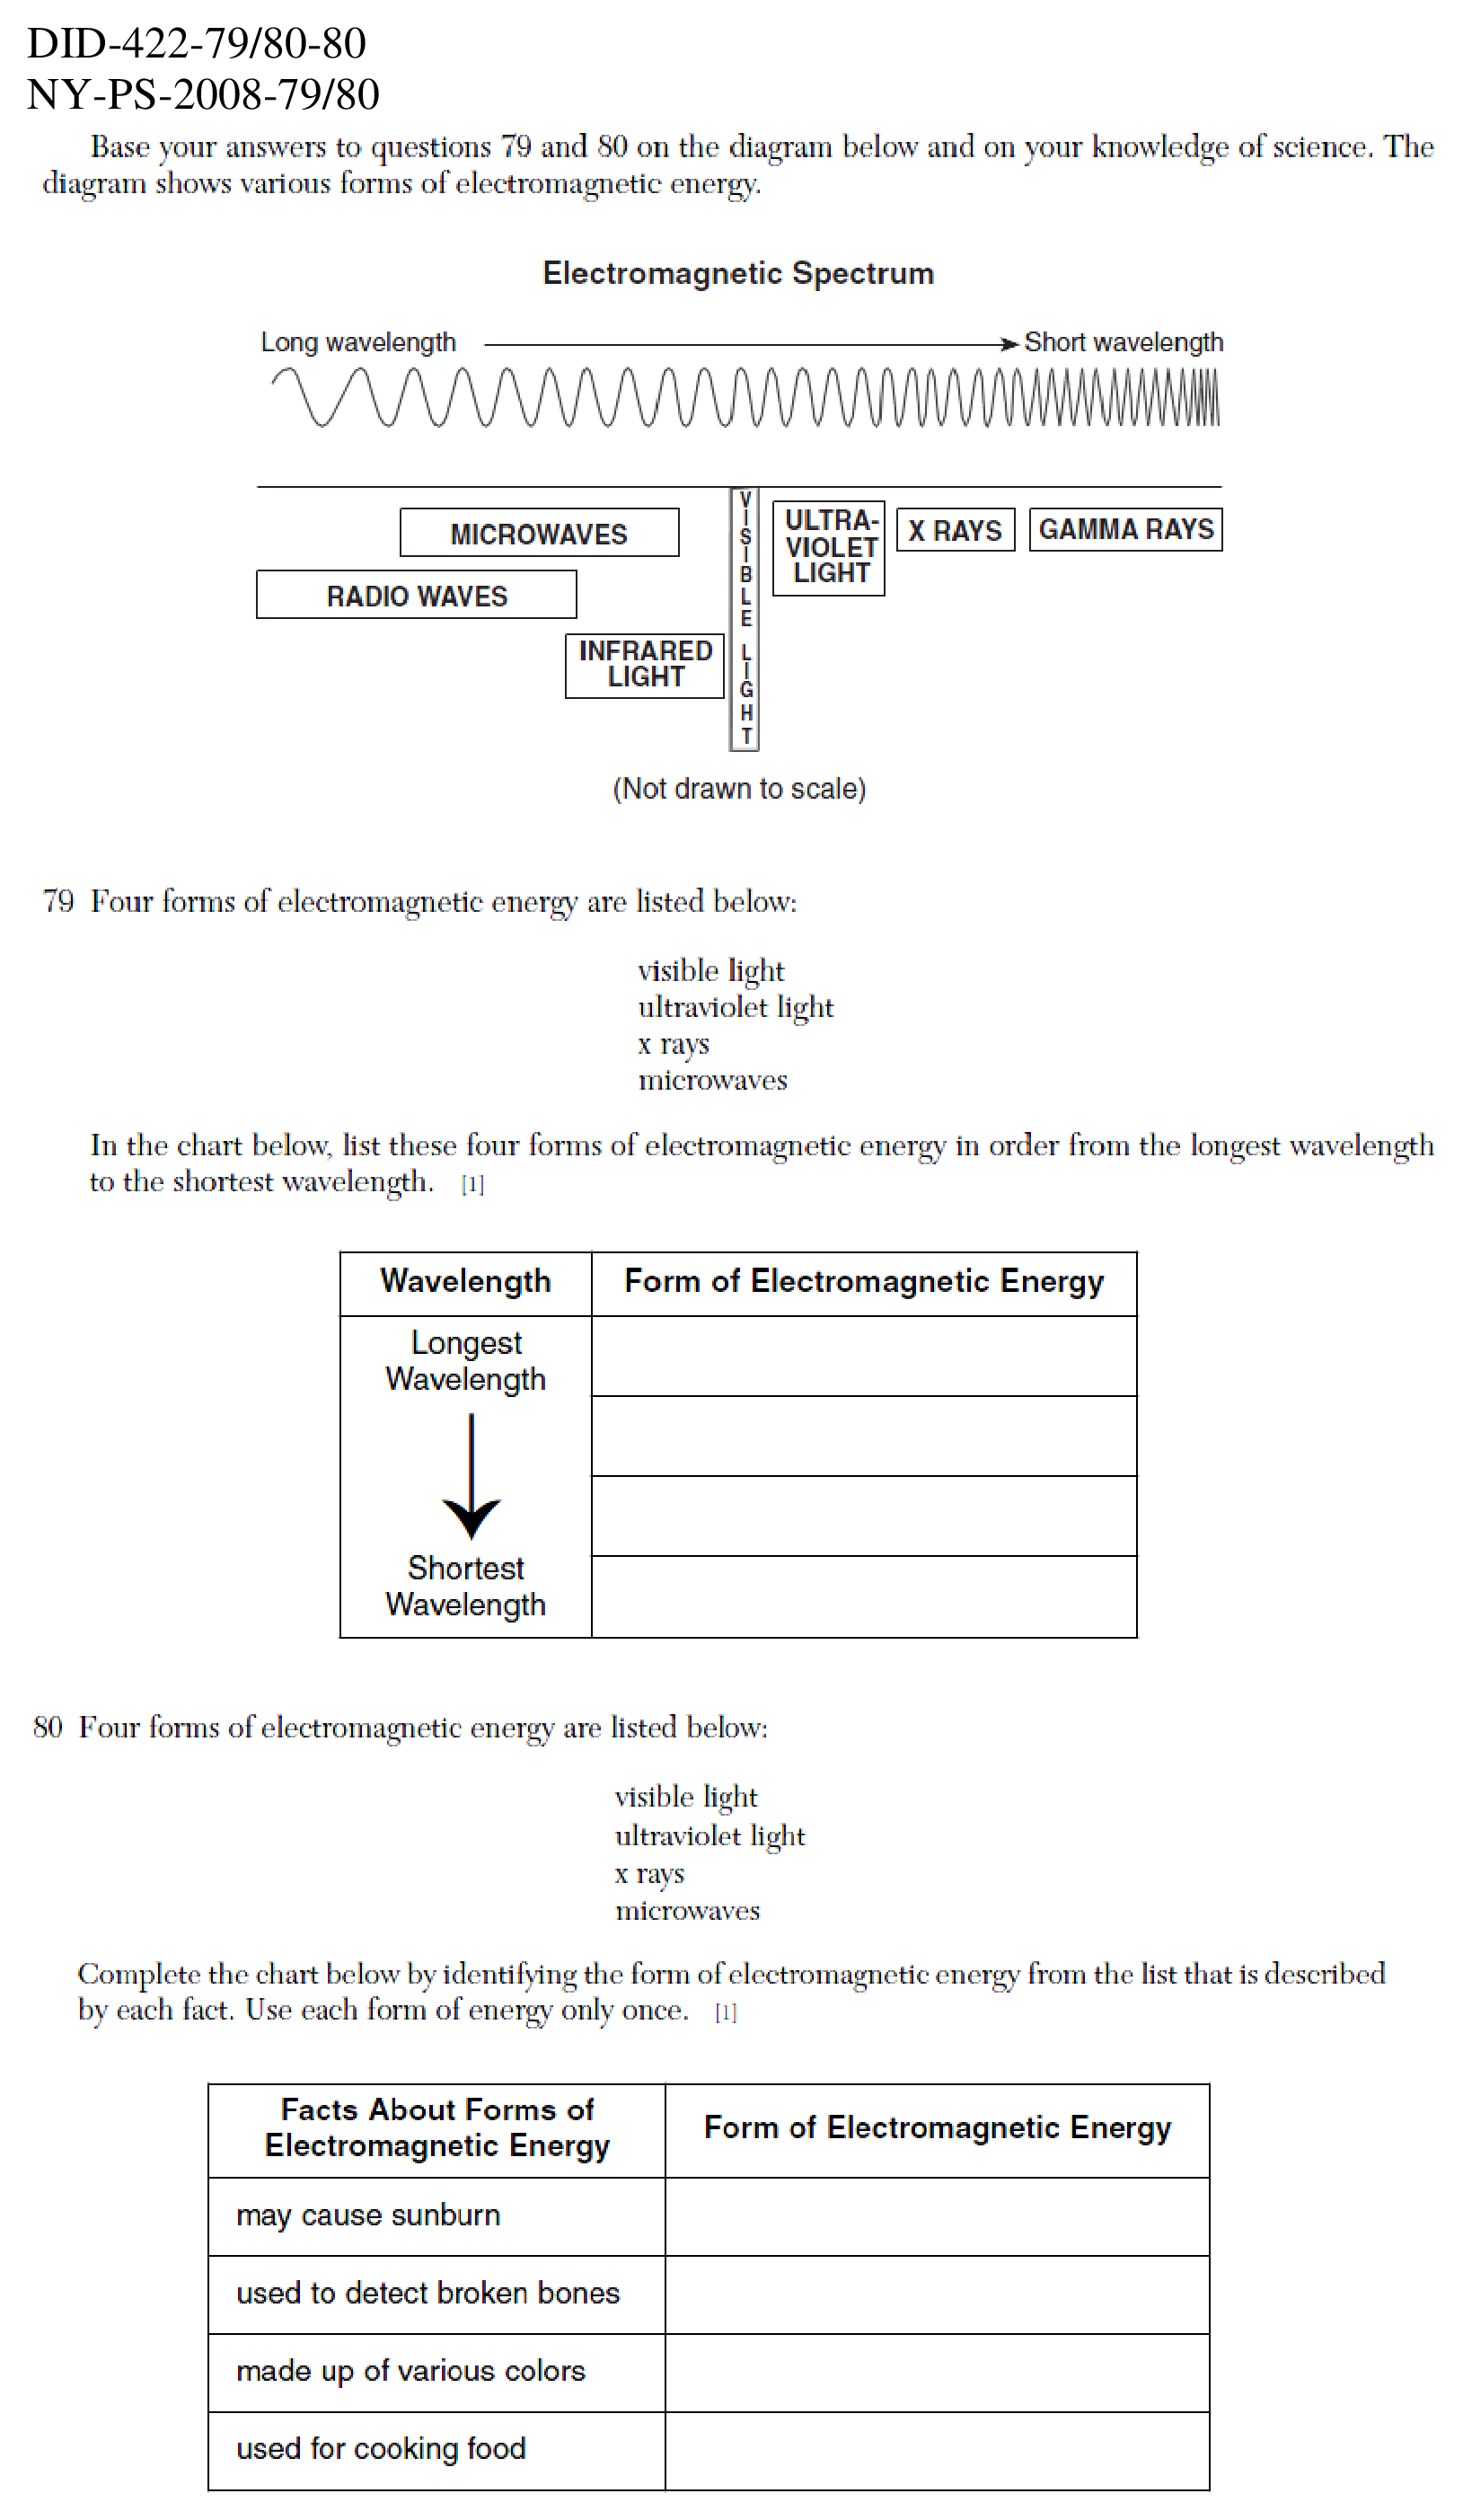 DID-422-79/80-80
NY-PS-2008-79/80
Base your answers to questions 79 and 80 on the diagram below and on your knowledge of science. The
diagram shows various forms of electromagnetic energy.
Electromagnetic Spectrum
Long wavelength
Short wavelength
MICROWAVES
RADIO WAVES
INFRARED
LIGHT
VISIBLE LIGHT
ULTRA-
VIOLET
LIGHT
X RAYS
GAMMA RAYS
(Not drawn to scale)
79 Four forms of electromagnetic energy are listed below:
visible light
ultraviolet light
x rays
microwaves
In the chart below, list these four forms of electromagnetic energy in order from the longest wavelength
to the shortest wavelength. [1]
Wavelength
Form of Electromagnetic Energy
Longest
Wavelength
Shortest
Wavelength
80 Four forms of electromagnetic energy are listed below:
visible light
ultraviolet light
x rays
microwaves
Complete the chart below by identifying the form of electromagnetic energy from the list that is described
by each fact. Use each form of energy only once. [1]
Facts About Forms of
Electromagnetic Energy
Form of Electromagnetic Energy
may cause sunburn
used to detect broken bones
made up of various colors
used for cooking food